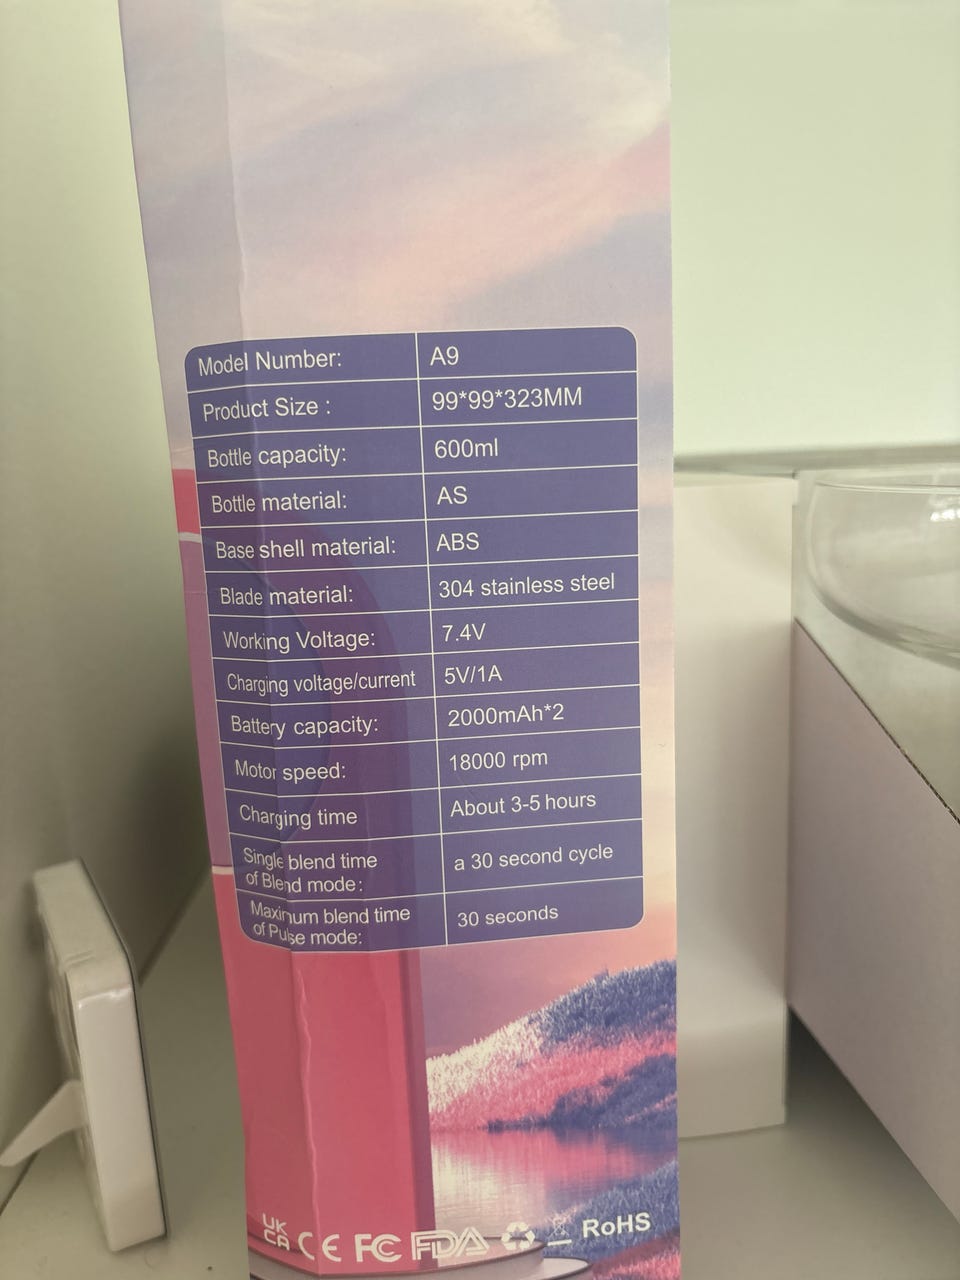 Model Number: A9
Product Size : 99*99*323MM
Bottle capacity: 600ml
Bottle material: AS
Base shell material: ABS
Blade material: 304 stainless steel
Working Voltage: 7.4V
Charging voltage/current 5V/1A
Battery capacity: 2000mAh*2
Motor speed: 18000 rpm
Charging time About 3-5 hours
Single blend time
of Blend mode: a 30 second cycle
Maximum blend time
of Pulse mode: 30 seconds
UK
CA CE FC FDA RoHS